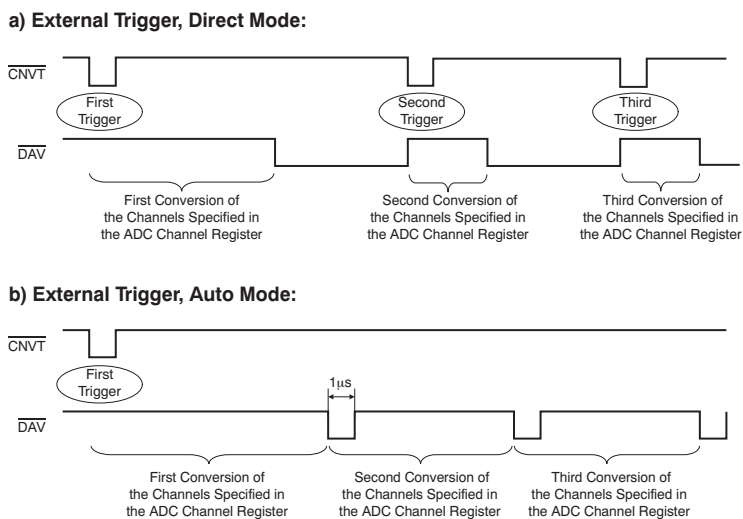 a) External Trigger, Direct Mode:
CNVT
First
Trigger
Second
Trigger
Third
Trigger
DAV
First Conversion of
the Channels Specified in
the ADC Channel Register
Second Conversion of
the Channels Specified in
the ADC Channel Register
Third Conversion of
the Channels Specified in
the ADC Channel Register
b) External Trigger, Auto Mode:
CNVT
First
Trigger
1μs
DAV
First Conversion of
the Channels Specified in
the ADC Channel Register
Second Conversion of
the Channels Specified in
the ADC Channel Register
Third Conversion of
the Channels Specified in
the ADC Channel Register